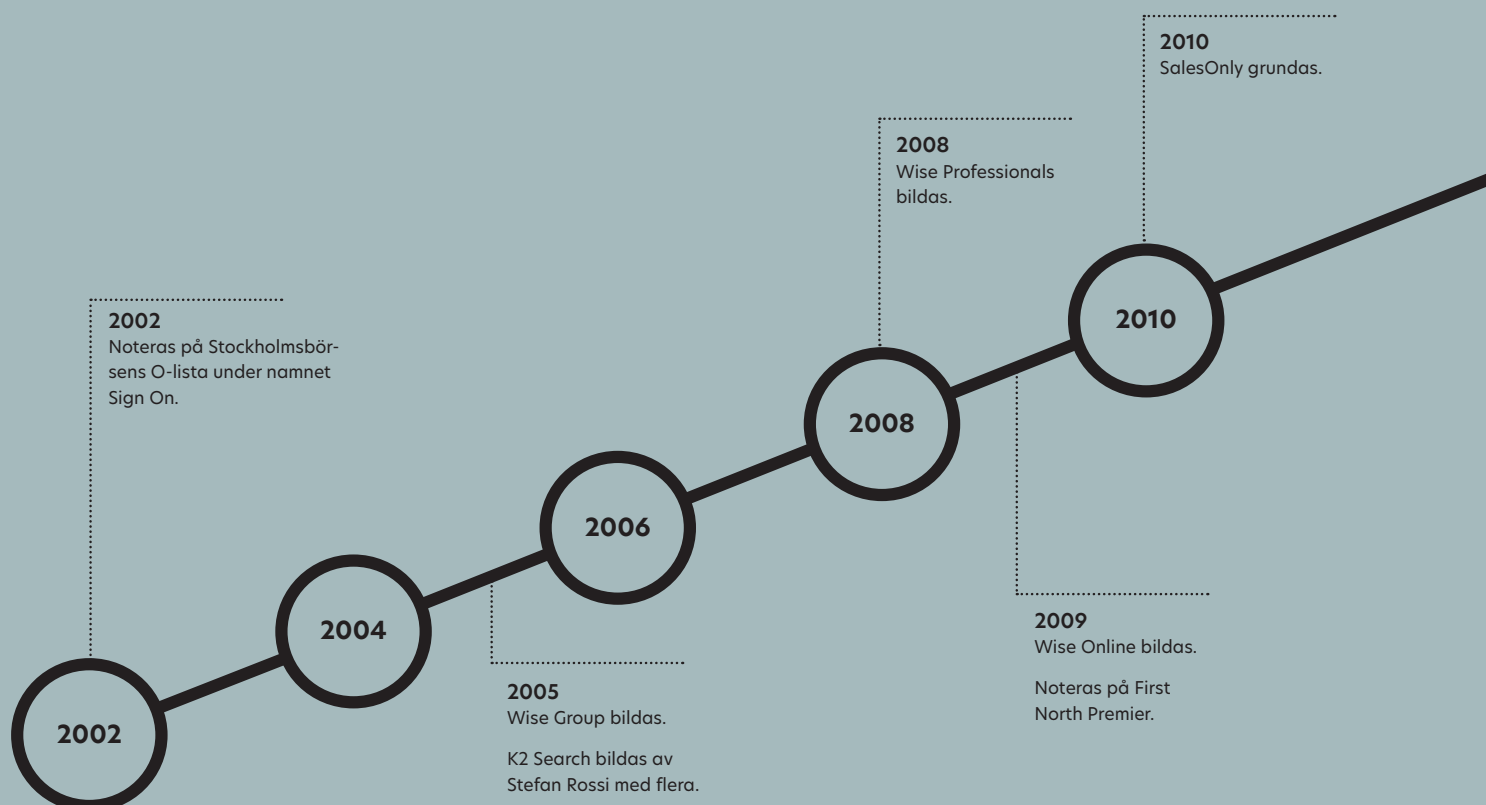 2002
Noteras på Stockholmsbör-
sens O-lista under namnet
Sign On.
2002
2004
2005
Wise Group bildas.
K2 Search bildas av
Stefan Rossi med flera.
2006
2008
Wise Professionals
bildas.
2008
2009
Wise Online bildas.
Noteras på First
North Premier.
2010
SalesOnly grundas.
2010